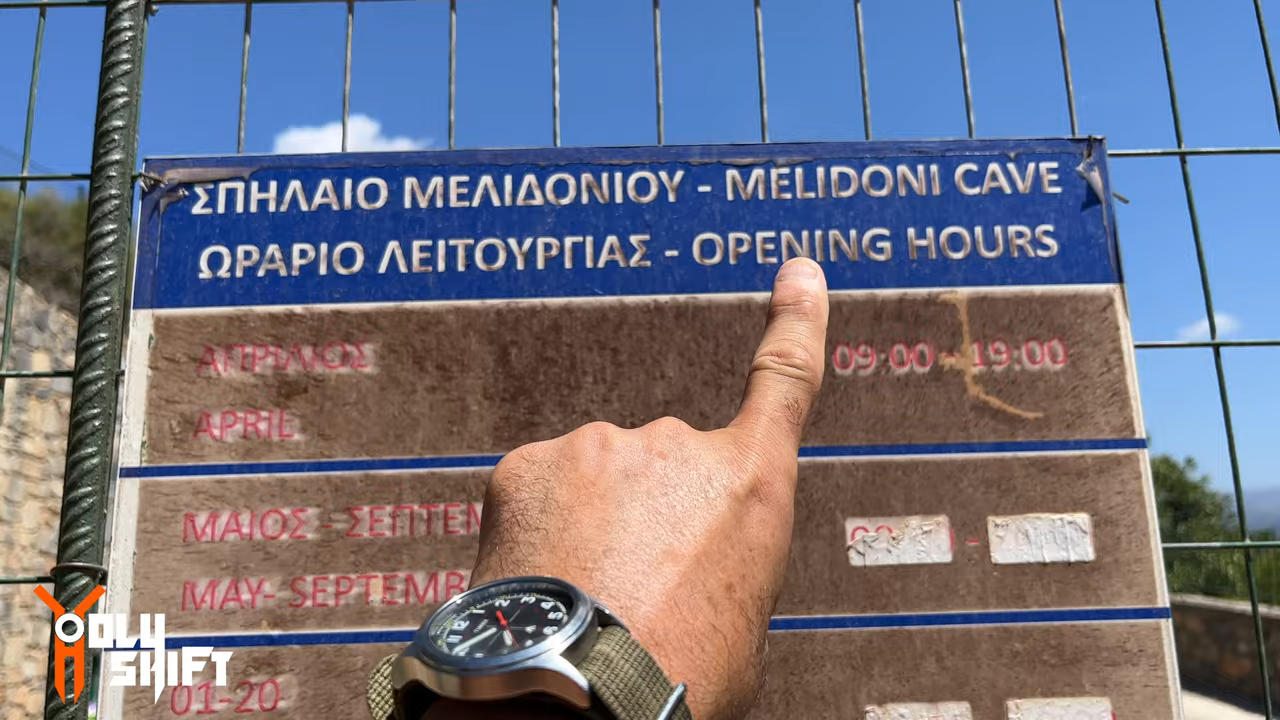 ΣΠΗΛΑΙΟ ΜΕΛΙΔΟΝΙΟΥ - MELIDONI CAVE
ΩΡΑΡΙΟ ΛΕΙΤΟΥΡΓΙΑΣ - OPENING HOURS
ΑΠΡΙΛΙΟΣ 09:00 - 19:00
APRIL
ΜΑΙΟΣ - ΣΕΠΤΕΜ -
MAY- SEPTEMB
01-20
HOLY
SHIFT